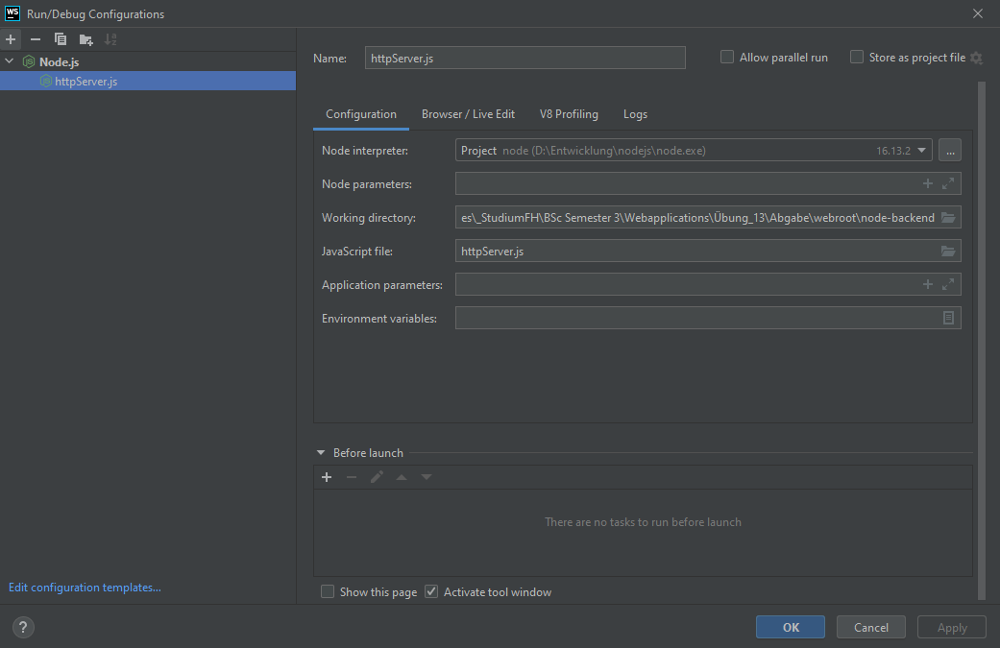 WS Run/Debug Configurations
Node.js
httpServer.js
Edit configuration templates...
Name: httpServer.js
Allow parallel run
Store as project file
Configuration Browser / Live Edit V8 Profiling Logs
Node interpreter: Project node (D:\Entwicklung\nodejs\node.exe) 16.13.2 ...
Node parameters:
Working directory: es\_StudiumFH\BSc Semester 3\Webapplications\Übung_13\Abgabe\webroot\node-backend
JavaScript file: httpServer.js
Application parameters:
Environment variables:
Before launch
There are no tasks to run before launch
Show this page Activate tool window
? OK Cancel Apply